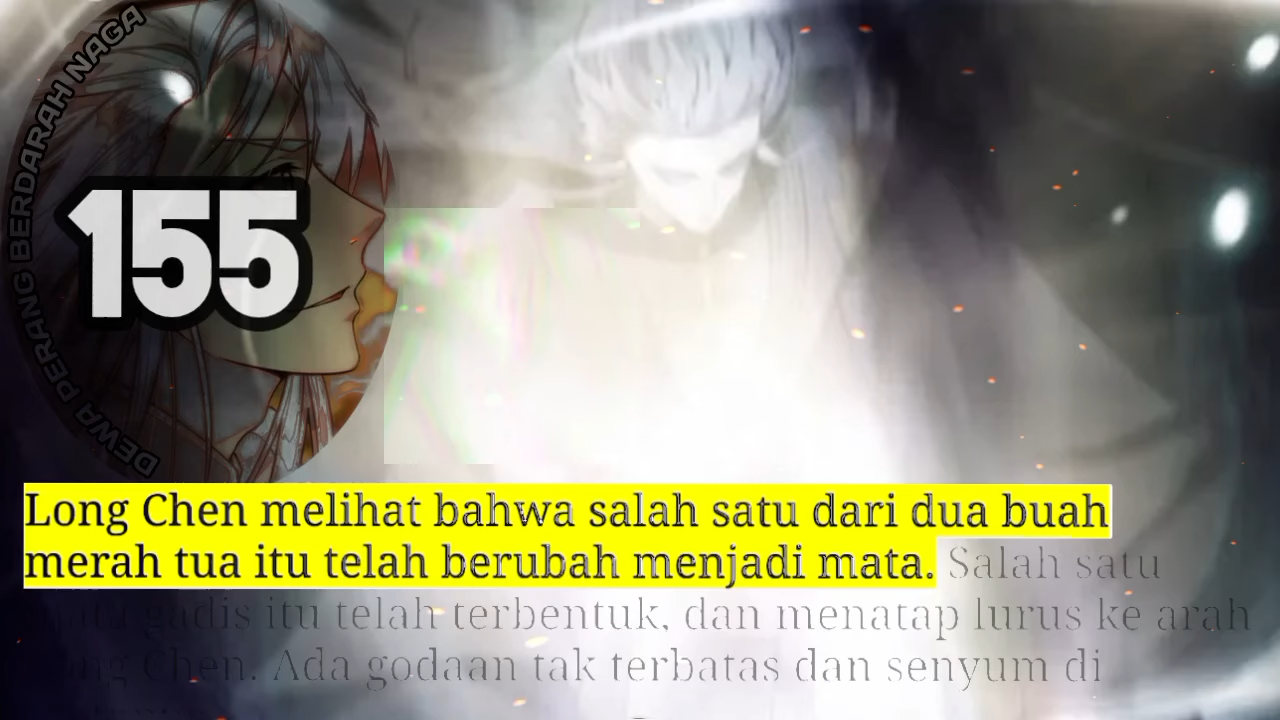 DEWA PERANG BERDARAH NAGA
155
Long Chen melihat bahwa salah satu dari dua buah
merah tua itu telah berubah menjadi mata. Salah satu
mata gadis itu telah terbentuk, dan menatap lurus ke arah
Long Chen. Ada godaan tak terbatas dan senyum di